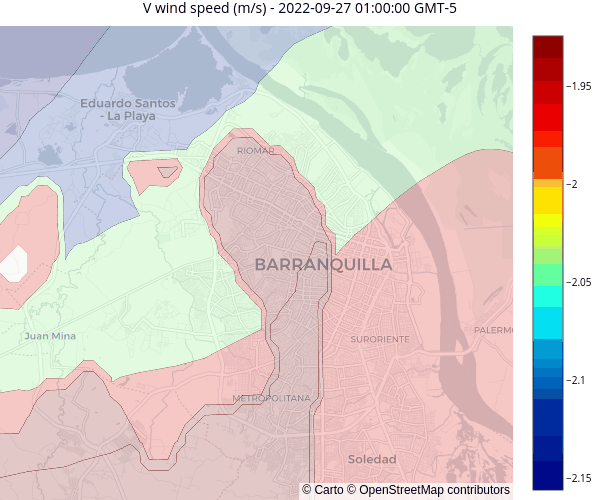 V wind speed (m/s) - 2022-09-27 01:00:00 GMT-5
Eduardo Santos
- La Playa
RIOMAR
BARRANQUILLA
Juan Mina
SURORIENTE
PALERMO
METROPOLITANA
Soledad
© Carto © OpenStreetMap contributors
−1.95
−2
−2.05
−2.1
−2.15